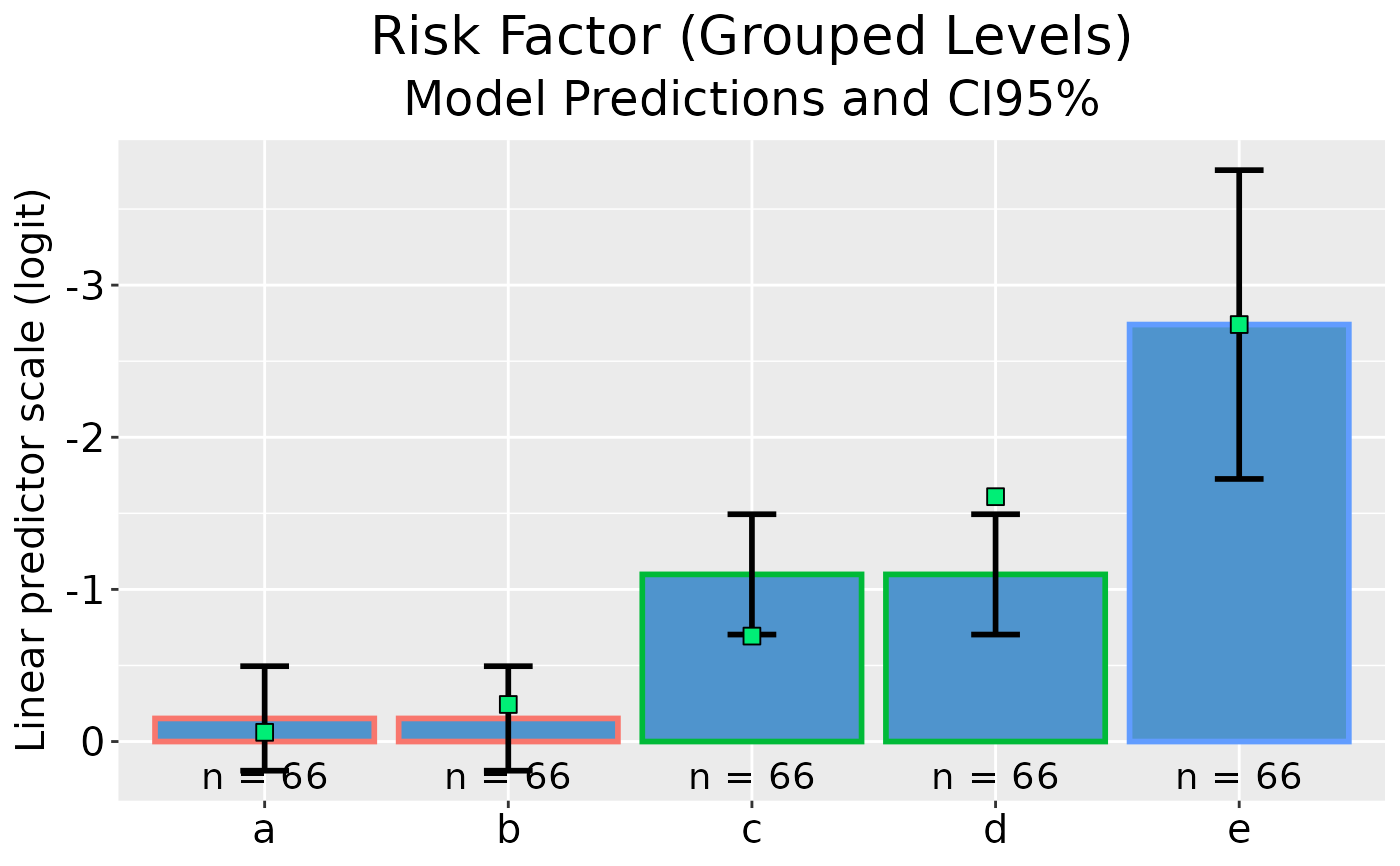 Risk Factor (Grouped Levels)
Model Predictions and CI95%
Linear predictor scale (logit)
-3
-2
-1
0
n = 66 n = 66 n = 66 n = 66 n = 66
a b c d e